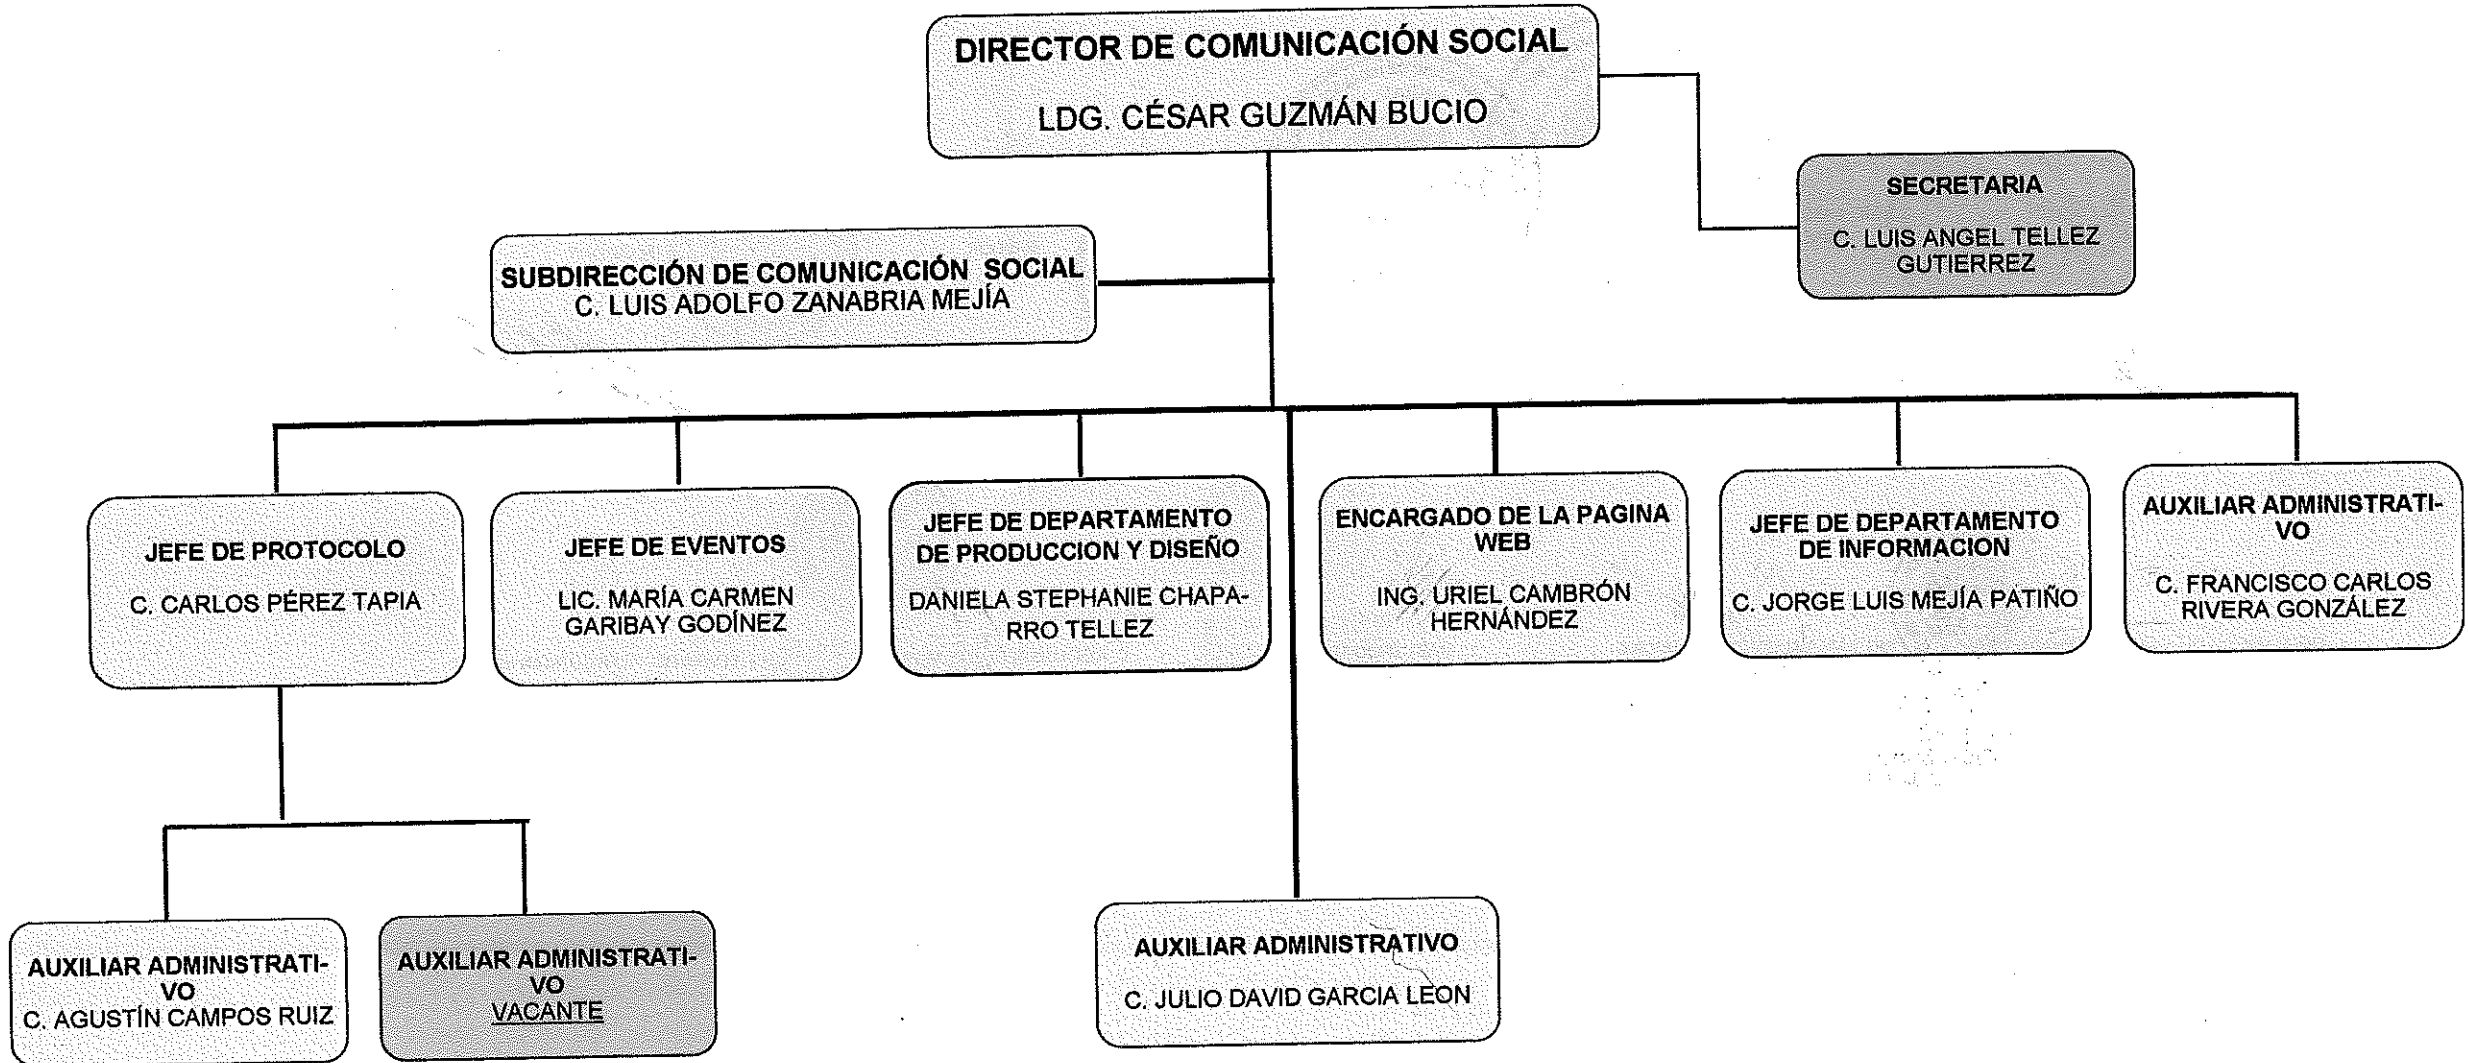 DIRECTOR DE COMUNICACIÓN SOCIAL
LDG. CÉSAR GUZMÁN BUCIO
SECRETARIA
C. LUIS ANGEL TELLEZ
GUTIERREZ
SUBDIRECCIÓN DE COMUNICACIÓN SOCIAL
C. LUIS ADOLFO ZANABRIA MEJÍA
JEFE DE PROTOCOLO
C. CARLOS PÉREZ TAPIA
JEFE DE EVENTOS
LIC. MARÍA CARMEN
GARIBAY GODÍNEZ
JEFE DE DEPARTAMENTO
DE PRODUCCION Y DISEÑO
DANIELA STEPHANIE CHAPA-
RRO TELLEZ
ENCARGADO DE LA PAGINA
WEB
ING. URIEL CAMBRÓN
HERNÁNDEZ
JEFE DE DEPARTAMENTO
DE INFORMACION
C. JORGE LUIS MEJÍA PATIÑO
AUXILIAR ADMINISTRATI-
VO
C. FRANCISCO CARLOS
RIVERA GONZÁLEZ
AUXILIAR ADMINISTRATI-
VO
C. AGUSTÍN CAMPOS RUIZ
AUXILIAR ADMINISTRATI-
VO
VACANTE
AUXILIAR ADMINISTRATIVO
C. JULIO DAVID GARCIA LEON